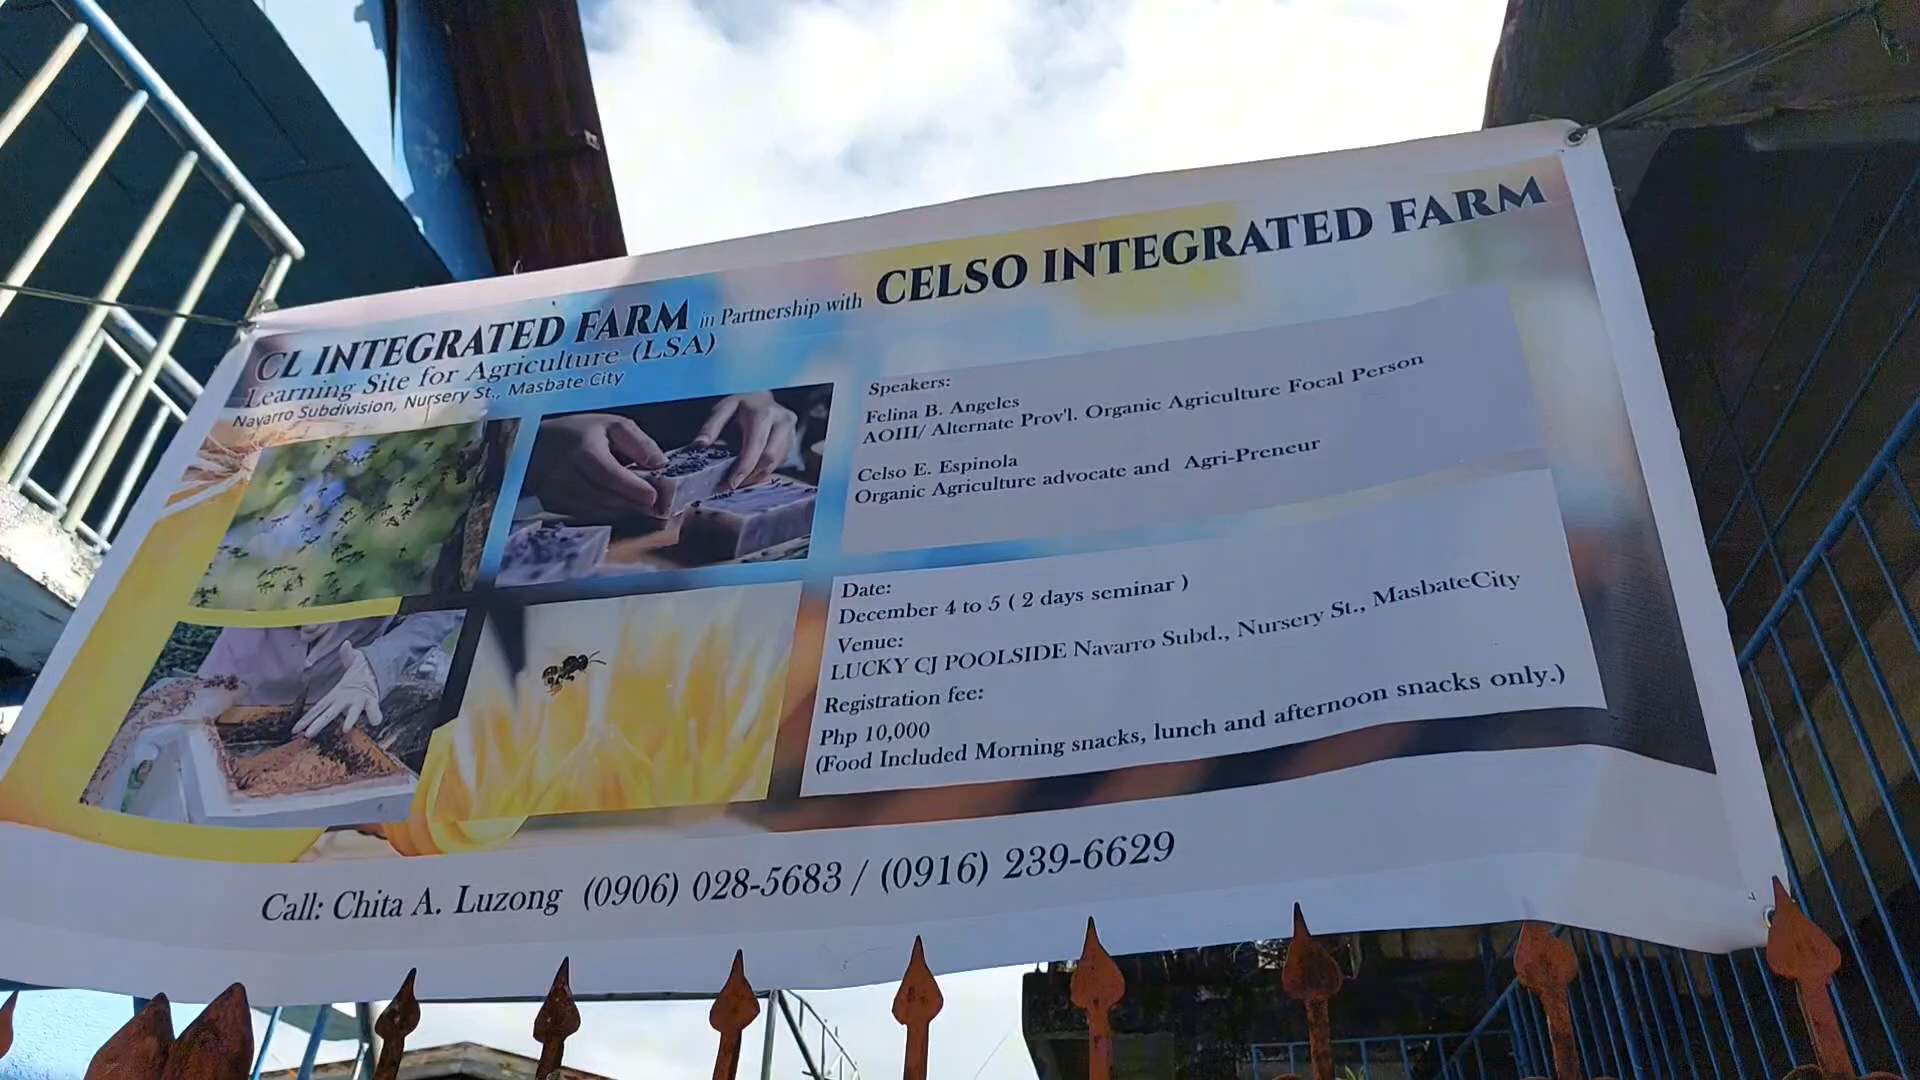 CL INTEGRATED FARM in Partnership with CELSO INTEGRATED FARM
Learning Site for Agriculture (LSA)
Navarro Subdivision, Nursery St., Masbate City
Speakers:
Felina B. Angeles
AOIII/ Alternate Prov'l. Organic Agriculture Focal Person
Celso E. Espinola
Organic Agriculture advocate and Agri-Preneur
Date:
December 4 to 5 ( 2 days seminar )
Venue:
LUCKY CJ POOLSIDE Navarro Subd., Nursery St., MasbateCity
Registration fee:
Php 10,000
(Food Included Morning snacks, lunch and afternoon snacks only.)
Call: Chita A. Luzong (0906) 028-5683 / (0916) 239-6629